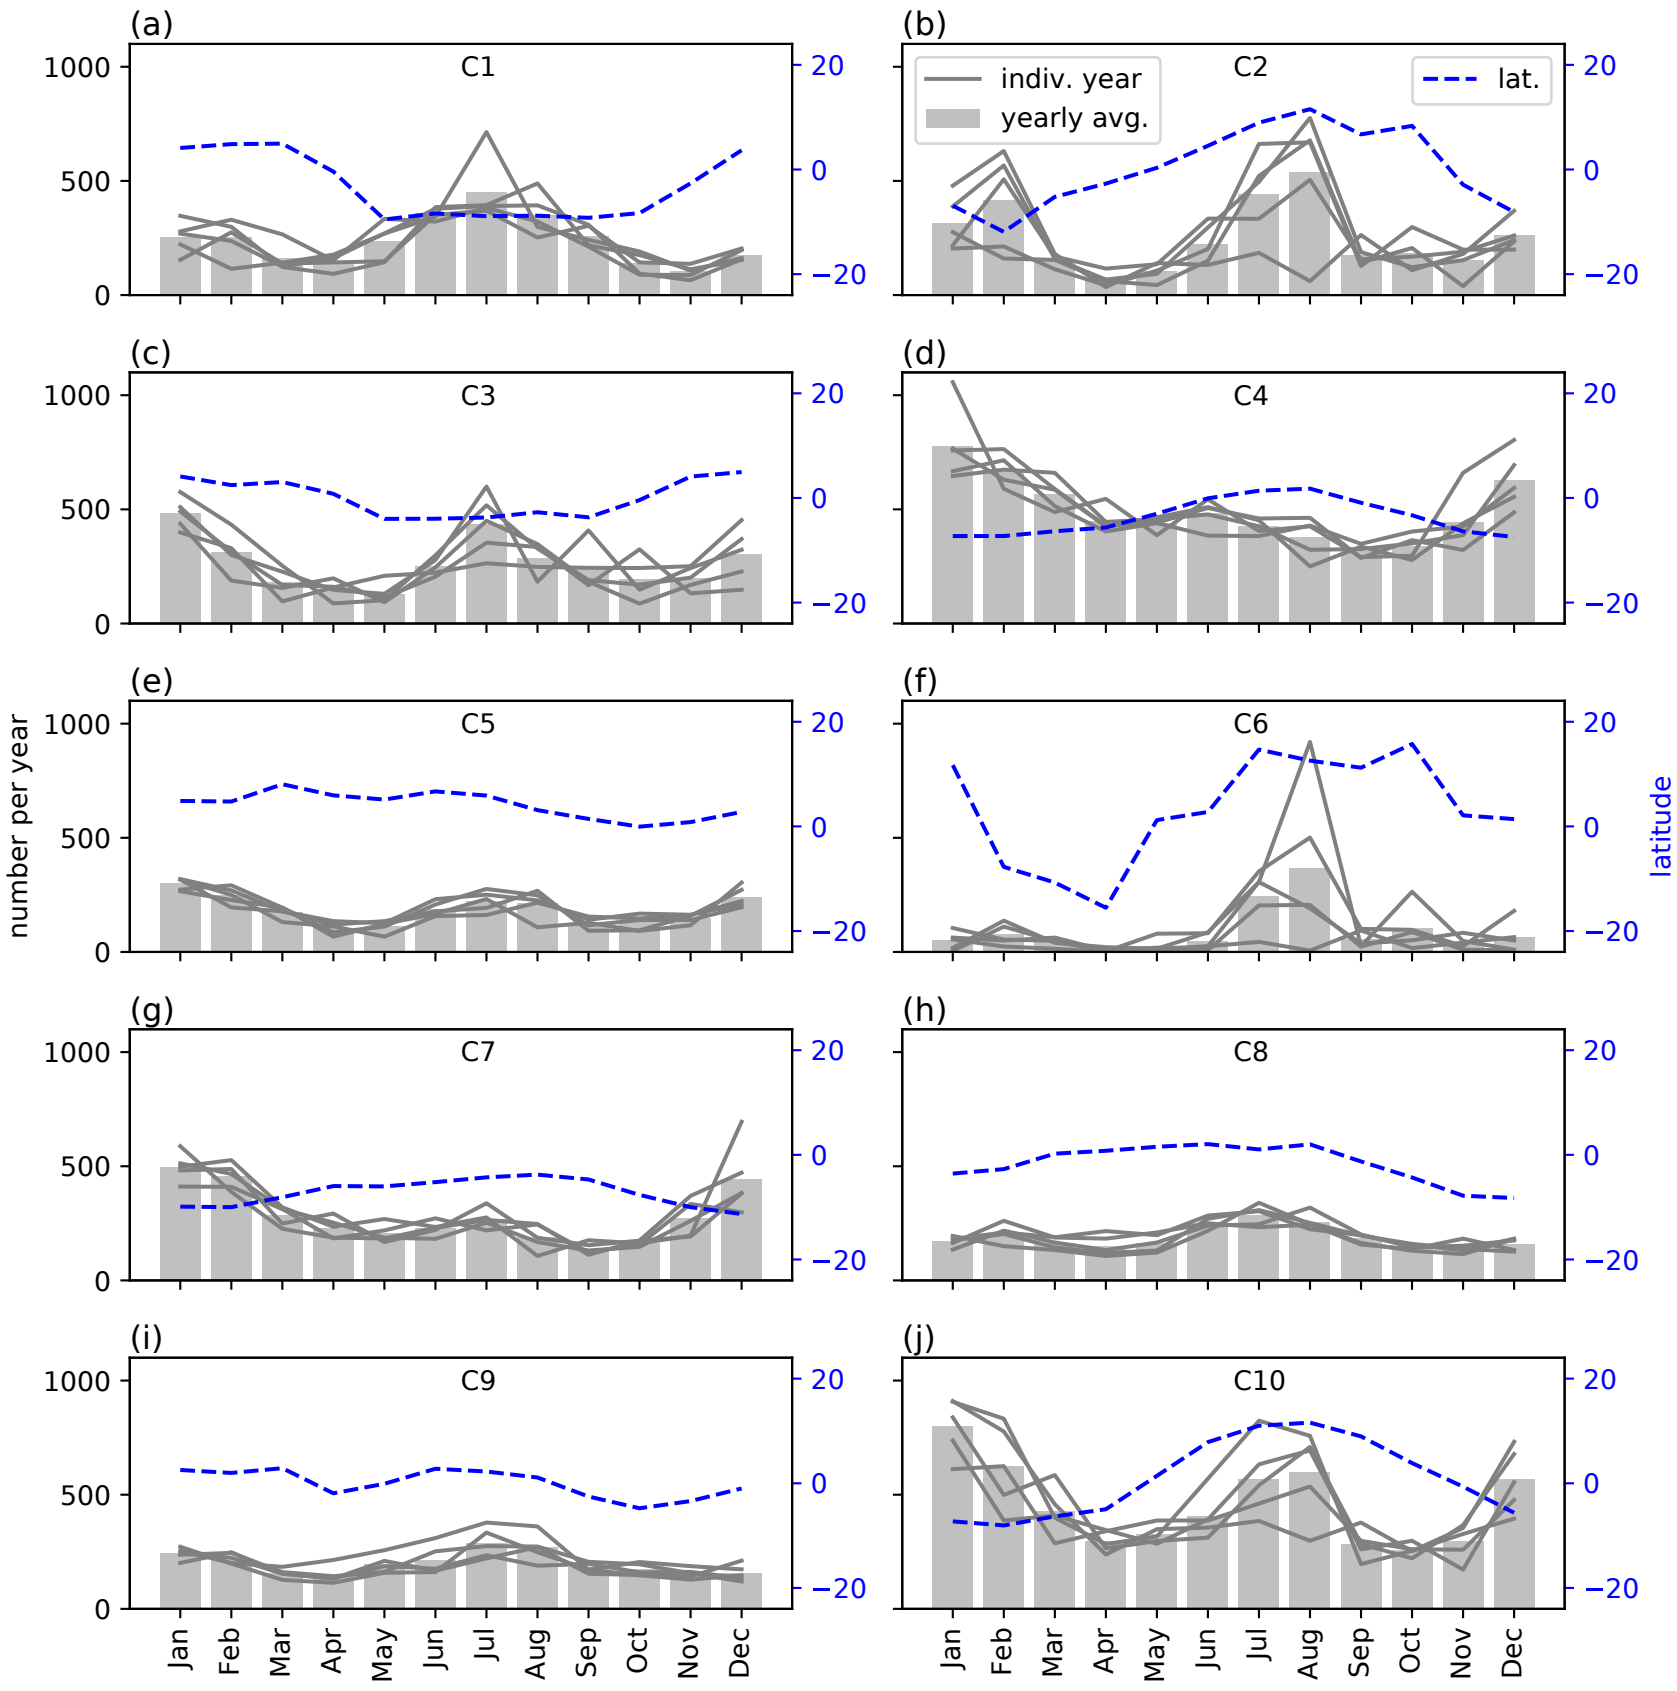 (a)
C1
1000
500
0
20
0
−20
(b)
C2
indiv. year
yearly avg.
lat.
20
0
−20
(c)
C3
1000
500
0
20
0
−20
(d)
C4
20
0
−20
(e)
C5
1000
500
0
20
0
−20
(f)
C6
20
0
−20
number per year
latitude
(g)
C7
1000
500
0
20
0
−20
(h)
C8
20
0
−20
(i)
C9
1000
500
0
20
0
−20
Jan Feb Mar Apr May Jun Jul Aug Sep Oct Nov Dec
(j)
C10
20
0
−20
Jan Feb Mar Apr May Jun Jul Aug Sep Oct Nov Dec